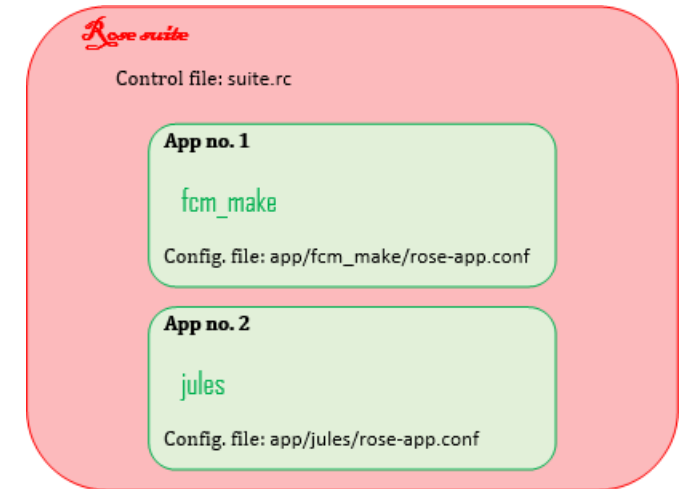 Rose suite
Control file: suite.rc
App no. 1
fcm_make
Config. file: app/fcm_make/rose-app.conf
App no. 2
jules
Config. file: app/jules/rose-app.conf